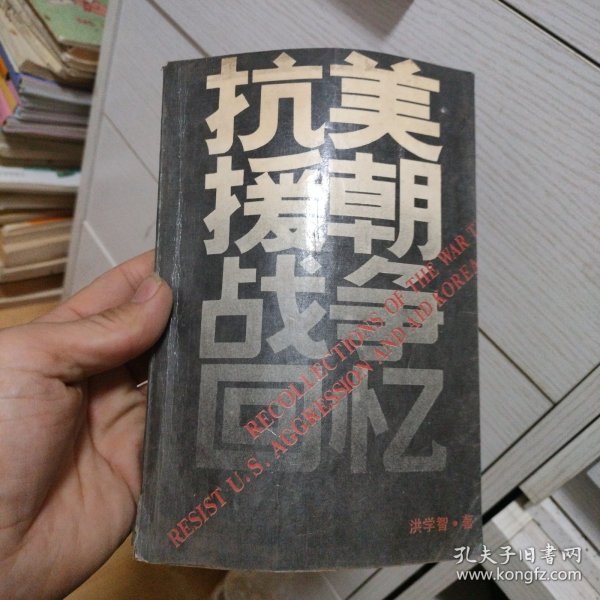 抗美
援朝
战争
回忆
RECOLLECTIONS OF THE WAR T
RESIST U.S. AGGRESSION AND AID KOREA
洪学智·著
孔夫子旧书网
www.kongfz.com